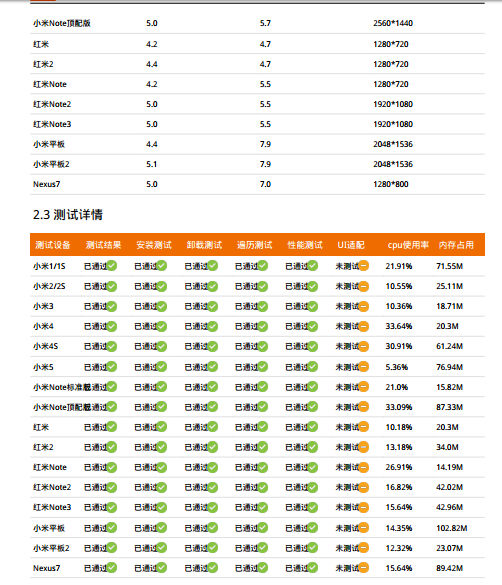 小米Note顶配版 5.0 5.7 2560*1440
红米 4.2 4.7 1280*720
红米2 4.4 4.7 1280*720
红米Note 4.2 5.5 1280*720
红米Note2 5.0 5.5 1920*1080
红米Note3 5.0 5.5 1920*1080
小米平板 4.4 7.9 2048*1536
小米平板2 5.1 7.9 2048*1536
Nexus7 5.0 7.0 1280*800
2.3 测试详情
测试设备 测试结果 安装测试 卸载测试 遍历测试 性能测试 UI适配 cpu使用率 内存占用
小米1/1S 已通过 已通过 已通过 已通过 已通过 未测试 21.91% 71.55M
小米2/2S 已通过 已通过 已通过 已通过 已通过 未测试 10.55% 25.11M
小米3 已通过 已通过 已通过 已通过 已通过 未测试 10.36% 18.71M
小米4 已通过 已通过 已通过 已通过 已通过 未测试 33.64% 20.3M
小米4S 已通过 已通过 已通过 已通过 已通过 未测试 30.91% 61.24M
小米5 已通过 已通过 已通过 已通过 已通过 未测试 5.36% 76.94M
小米Note标准版 已通过 已通过 已通过 已通过 已通过 未测试 21.0% 15.82M
小米Note顶配版 已通过 已通过 已通过 已通过 已通过 未测试 33.09% 87.33M
红米 已通过 已通过 已通过 已通过 已通过 未测试 10.18% 20.3M
红米2 已通过 已通过 已通过 已通过 已通过 未测试 13.18% 34.0M
红米Note 已通过 已通过 已通过 已通过 已通过 未测试 26.91% 14.19M
红米Note2 已通过 已通过 已通过 已通过 已通过 未测试 16.82% 42.02M
红米Note3 已通过 已通过 已通过 已通过 已通过 未测试 15.64% 42.96M
小米平板 已通过 已通过 已通过 已通过 已通过 未测试 14.35% 102.82M
小米平板2 已通过 已通过 已通过 已通过 已通过 未测试 12.32% 23.07M
Nexus7 已通过 已通过 已通过 已通过 已通过 未测试 15.64% 89.42M